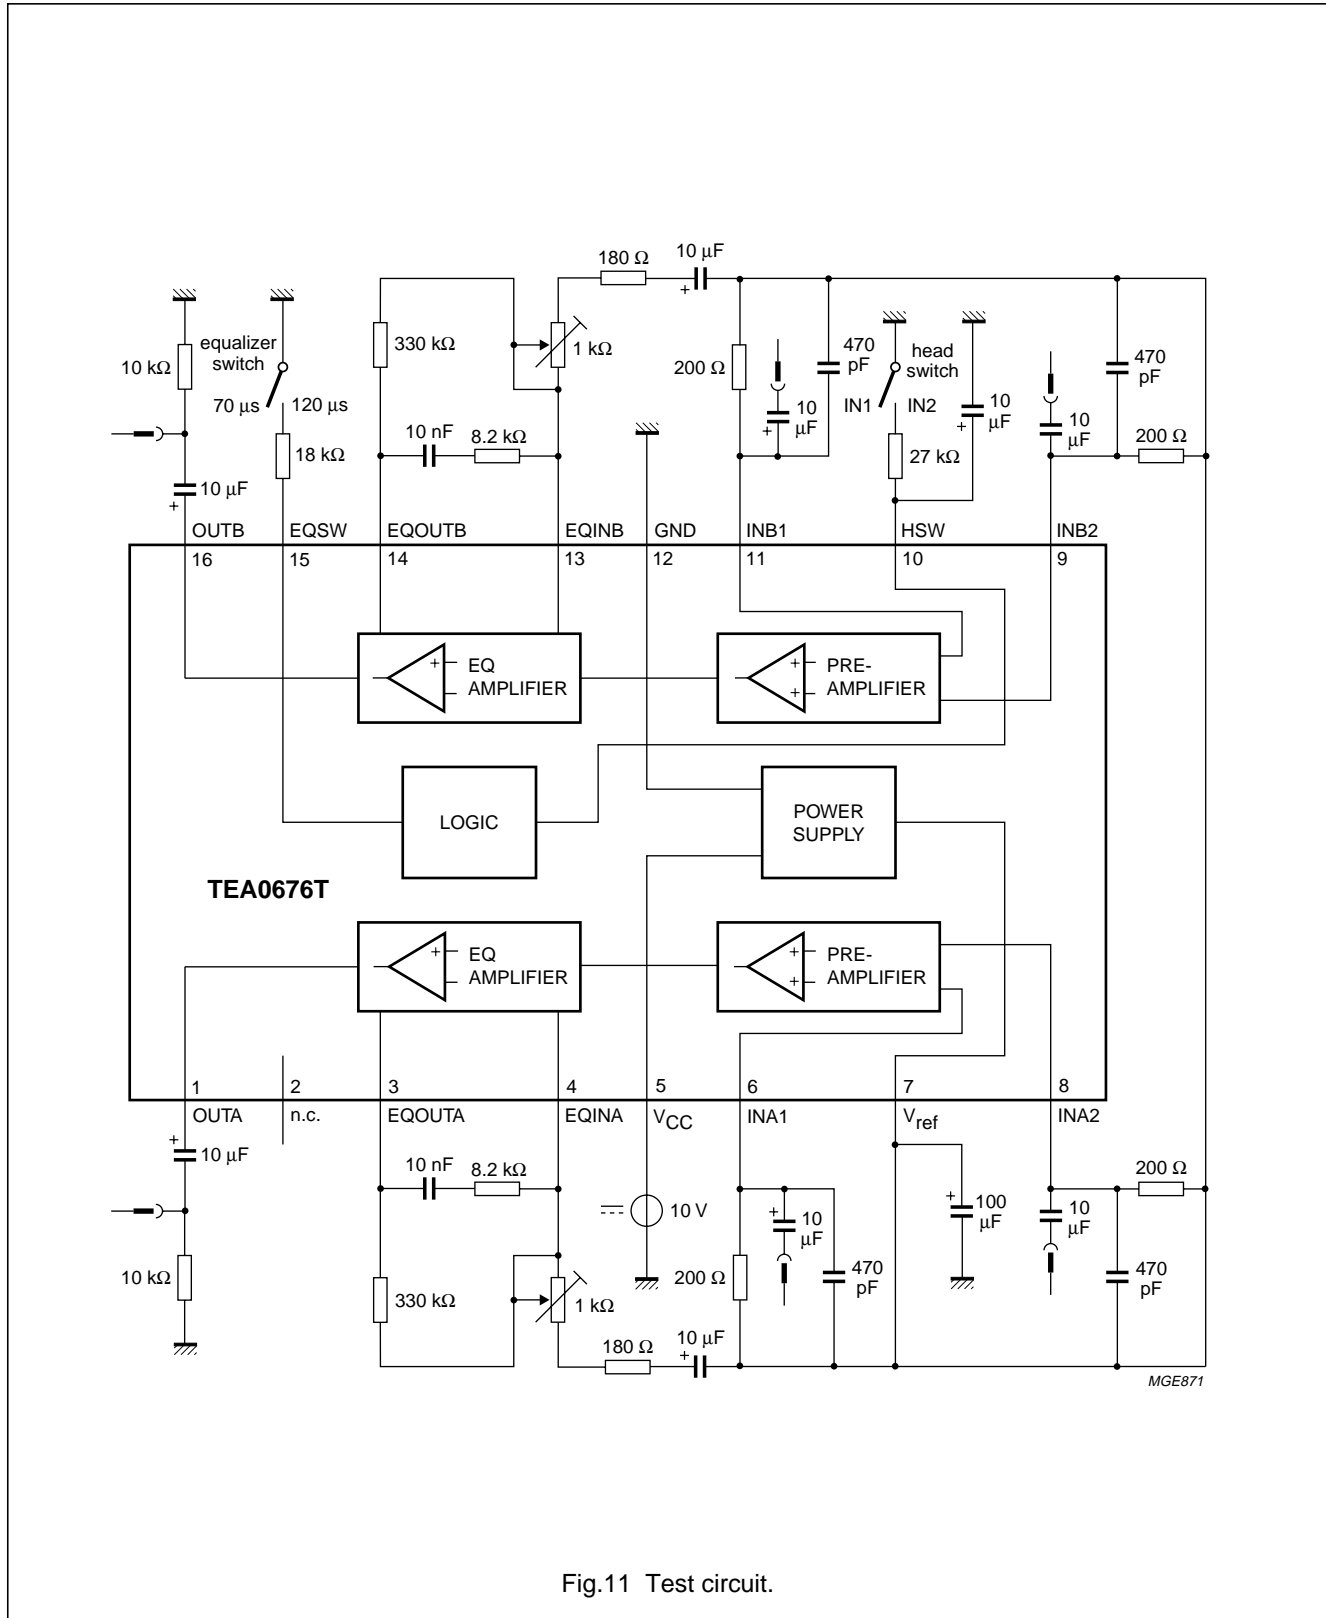 180 Ω
10 µF
+
330 kΩ
1 kΩ
equalizer
switch
10 kΩ
70 µs
120 µs
200 Ω
470
pF
head
switch
470
pF
10
µF
+
IN1
IN2
10
µF
+
10
µF
+
10 nF
8.2 kΩ
18 kΩ
27 kΩ
200 Ω
10 µF
+
OUTB
EQSW
EQOUTB
EQINB
GND
INB1
HSW
INB2
16
15
14
13
12
11
10
9
+
EQ
AMPLIFIER
+
+
PRE-
AMPLIFIER
LOGIC
POWER
SUPPLY
TEA0676T
+
EQ
AMPLIFIER
+
+
PRE-
AMPLIFIER
1
2
3
4
5
6
7
8
OUTA
n.c.
EQOUTA
EQINA
VCC
INA1
Vref
INA2
+
10 µF
10 nF
8.2 kΩ
200 Ω
10 V
+
10
µF
+
100
µF
10
µF
+
10 kΩ
330 kΩ
1 kΩ
200 Ω
470
pF
470
pF
180 Ω
10 µF
+
MGE871
Fig.11 Test circuit.